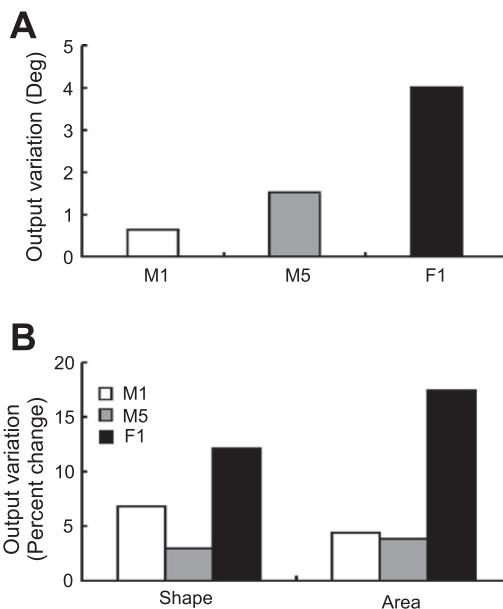 A
Output variation (Deg)
5
4
3
2
1
0
M1 M5 F1
B
Output variation
(Percent change)
20
15
10
5
0
M1
M5
F1
Shape Area